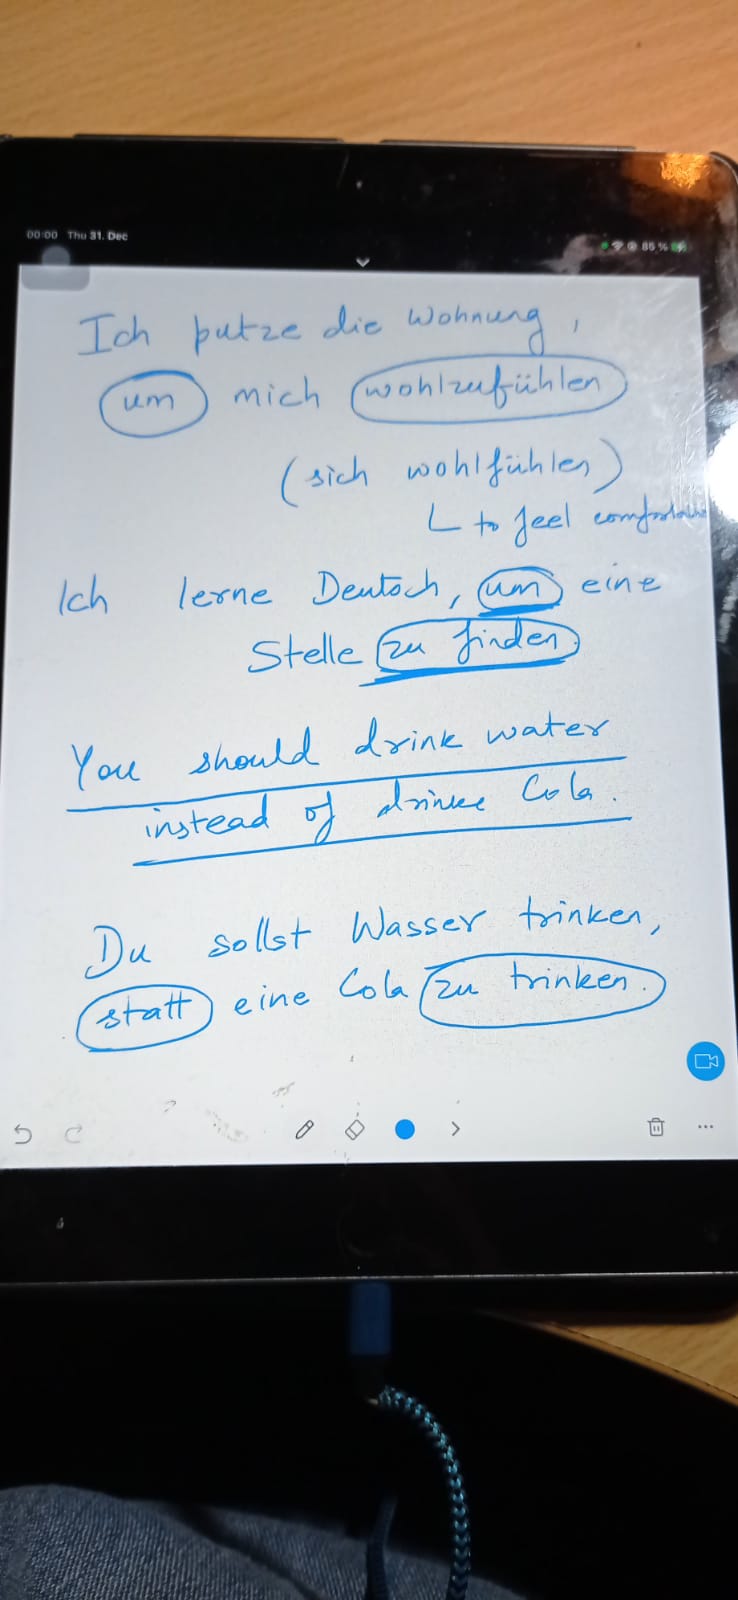 00:00 Thu 31. Dec
85 %
Ich putze die Wohnung,
um mich wohlzufühlen
(sich wohlfühlen)
to feel comfortable
Ich lerne Deutsch, um eine
Stelle zu finden
You should drink water
instead of drinke Cola.
Du sollst Wasser trinken,
statt eine Cola zu trinken.